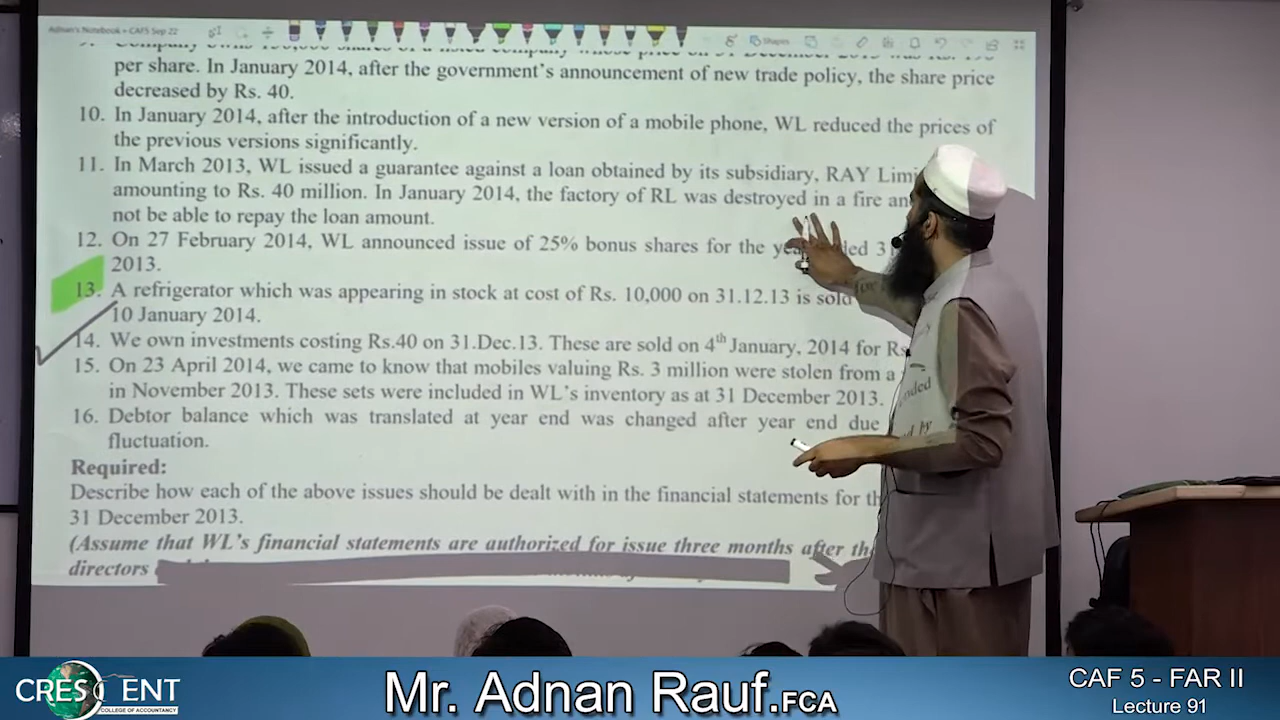 Adnan's Notebook » CAF5 Sep 22
Shapes
per share. In January 2014, after the government's announcement of new trade policy, the share price
decreased by Rs. 40.
10. In January 2014, after the introduction of a new version of a mobile phone, WL reduced the prices of
the previous versions significantly.
11. In March 2013, WL issued a guarantee against a loan obtained by its subsidiary, RAY
amounting to Rs. 40 million. In January 2014, the factory of RL was destroyed in a fire
not be able to repay the loan amount.
12. On 27 February 2014, WL announced issue of 25% bonus shares for the
2013.
13. A refrigerator which was appearing in stock at cost of Rs. 10,000 on 31.12.13 is sold
10 January 2014.
14. We own investments costing Rs.40 on 31.Dec.13. These are sold on 4th January, 2014 for
15. On 23 April 2014, we came to know that mobiles valuing Rs. 3 million were stolen from a
in November 2013. These sets were included in WL's inventory as at 31 December 2013.
16. Debtor balance which was translated at year end was changed after year end due
fluctuation.
Required:
Describe how each of the above issues should be dealt with in the financial statements for
31 December 2013.
(Assume that WL's financial statements are authorized for issue three months after
directors
CRESCENT
COLLEGE OF ACCOUNTANCY
Mr. Adnan Rauf.FCA
CAF 5 - FAR II
Lecture 91